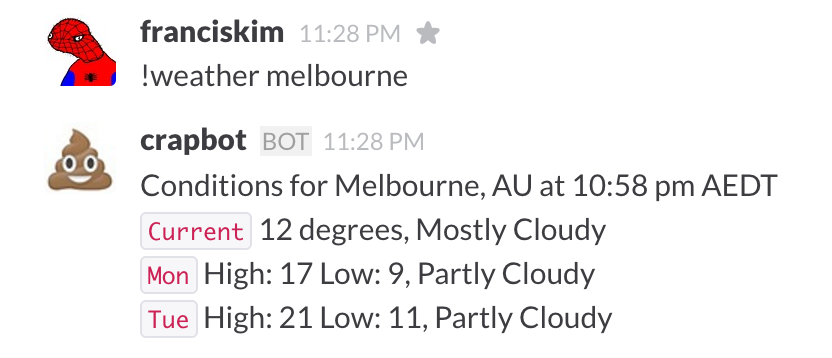 franciskim 11:28 PM
!weather melbourne
crapbot BOT 11:28 PM
Conditions for Melbourne, AU at 10:58 pm AEDT
Current 12 degrees, Mostly Cloudy
Mon High: 17 Low: 9, Partly Cloudy
Tue High: 21 Low: 11, Partly Cloudy